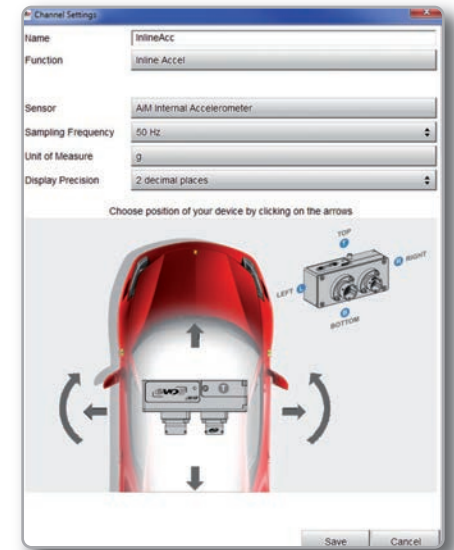 Channel Settings
Name InlineAcc
Function Inline Accel
Sensor AiM Internal Accelerometer
Sampling Frequency 50 Hz
Unit of Measure g
Display Precision 2 decimal places
Choose position of your device by clicking on the arrows
TOP
T
R RIGHT
LEFT L
B
BOTTOM
T
Save Cancel